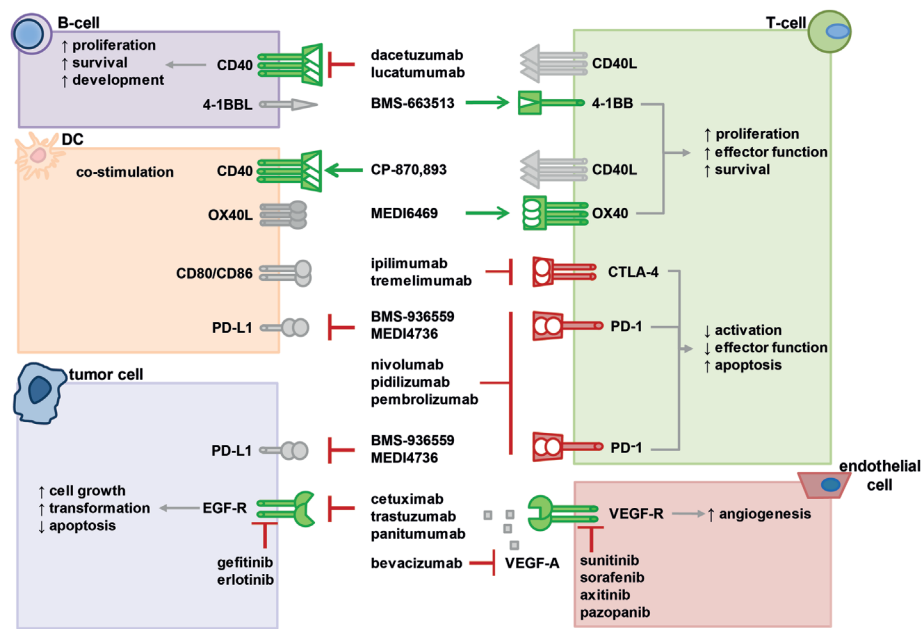 B-cell
T-cell
↑ proliferation
↑ survival
↑ development
CD40
dacetuzumab
lucatumumab
CD40L
4-1BBL
BMS-663513
4-1BB
↑ proliferation
↑ effector function
↑ survival
DC
co-stimulation
CD40
CP-870,893
CD40L
OX40L
MEDI6469
OX40
CD80/CD86
ipilimumab
tremelimumab
CTLA-4
PD-L1
BMS-936559
MEDI4736
PD-1
↓ activation
↓ effector function
↑ apoptosis
nivolumab
pidilizumab
pembrolizumab
tumor cell
PD-L1
BMS-936559
MEDI4736
PD-1
endothelial
cell
↑ cell growth
↑ transformation
↓ apoptosis
EGF-R
cetuximab
trastuzumab
panitumumab
VEGF-R
↑ angiogenesis
gefitinib
erlotinib
bevacizumab
VEGF-A
sunitinib
sorafenib
axitinib
pazopanib